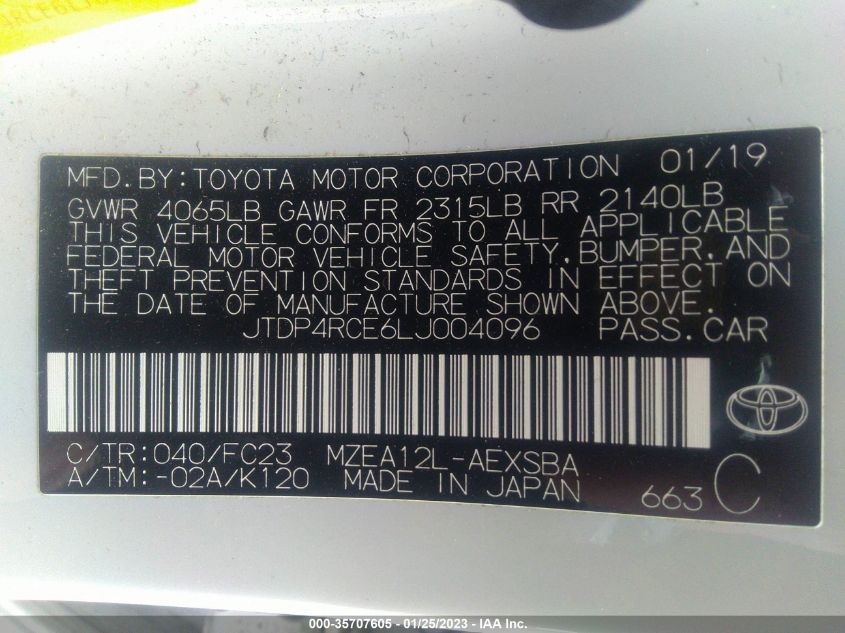 MFD.BY:TOYOTA MOTOR CORPORATION 01/19
GVWR 4065LB GAWR FR 2315LB RR 2140LB
THIS VEHICLE CONFORMS TO ALL APPLICABLE
FEDERAL MOTOR VEHICLE SAFETY,BUMPER,AND
THEFT PREVENTION STANDARDS IN EFFECT ON
THE DATE OF MANUFACTURE SHOWN ABOVE.
JTDP4RCE6LJ004096 PASS.CAR
C/TR:040/FC23 MZEA12L-AEXSBA
A/TM:-02A/K120 MADE IN JAPAN 663 C
000-35707605 - 01/25/2023 - IAA Inc.